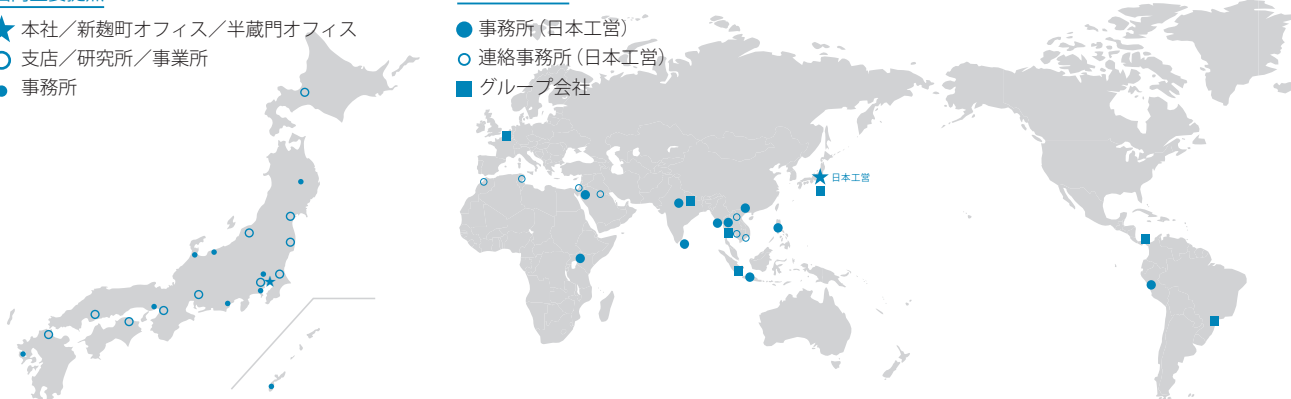 本社／新麹町オフィス／半蔵門オフィス
支店／研究所／事業所
事務所
事務所（日本工営）
連絡事務所（日本工営）
グループ会社
日本工営